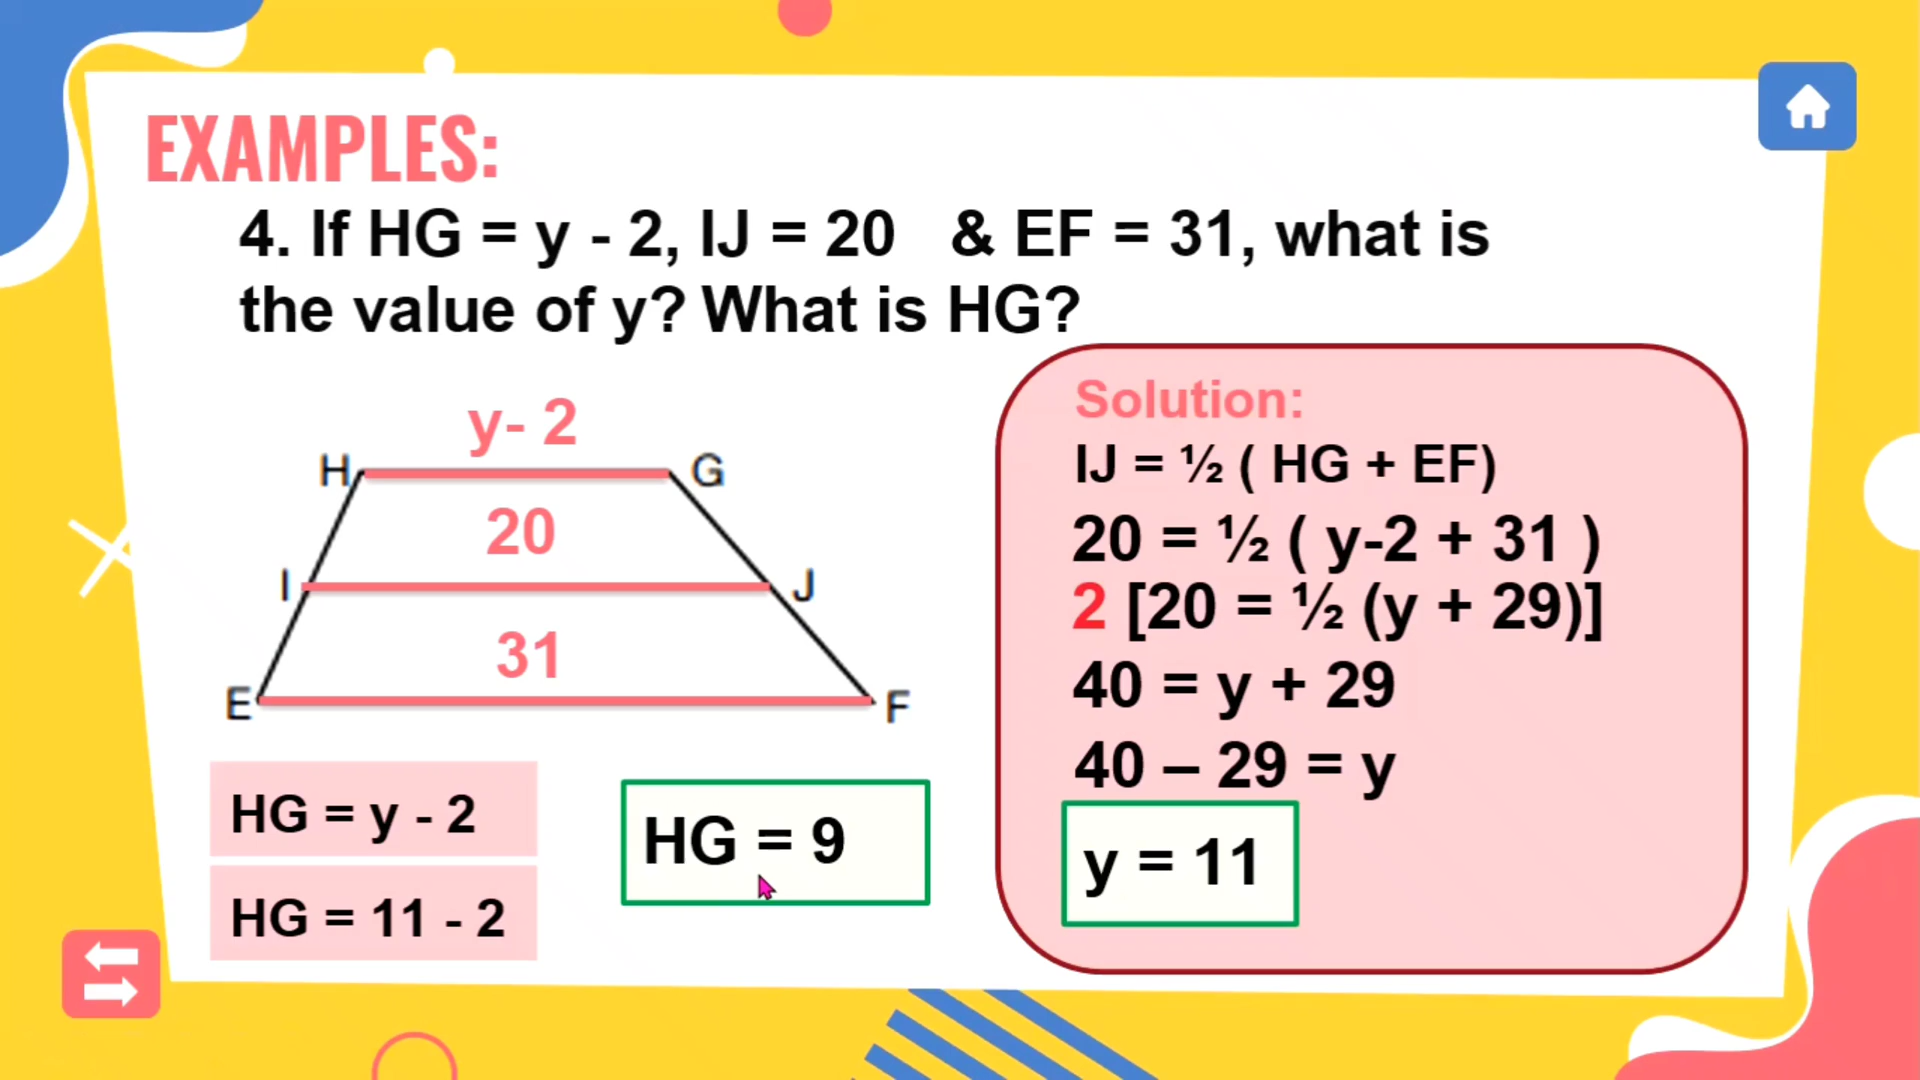 EXAMPLES:
4. If HG = y - 2, IJ = 20 & EF = 31, what is
the value of y? What is HG?
y- 2
H
G
20
I
J
31
E
F
HG = y - 2
HG = 11 - 2
HG = 9
Solution:
IJ = ½ ( HG + EF)
20 = ½ ( y-2 + 31 )
2 [20 = ½ (y + 29)]
40 = y + 29
40 – 29 = y
y = 11